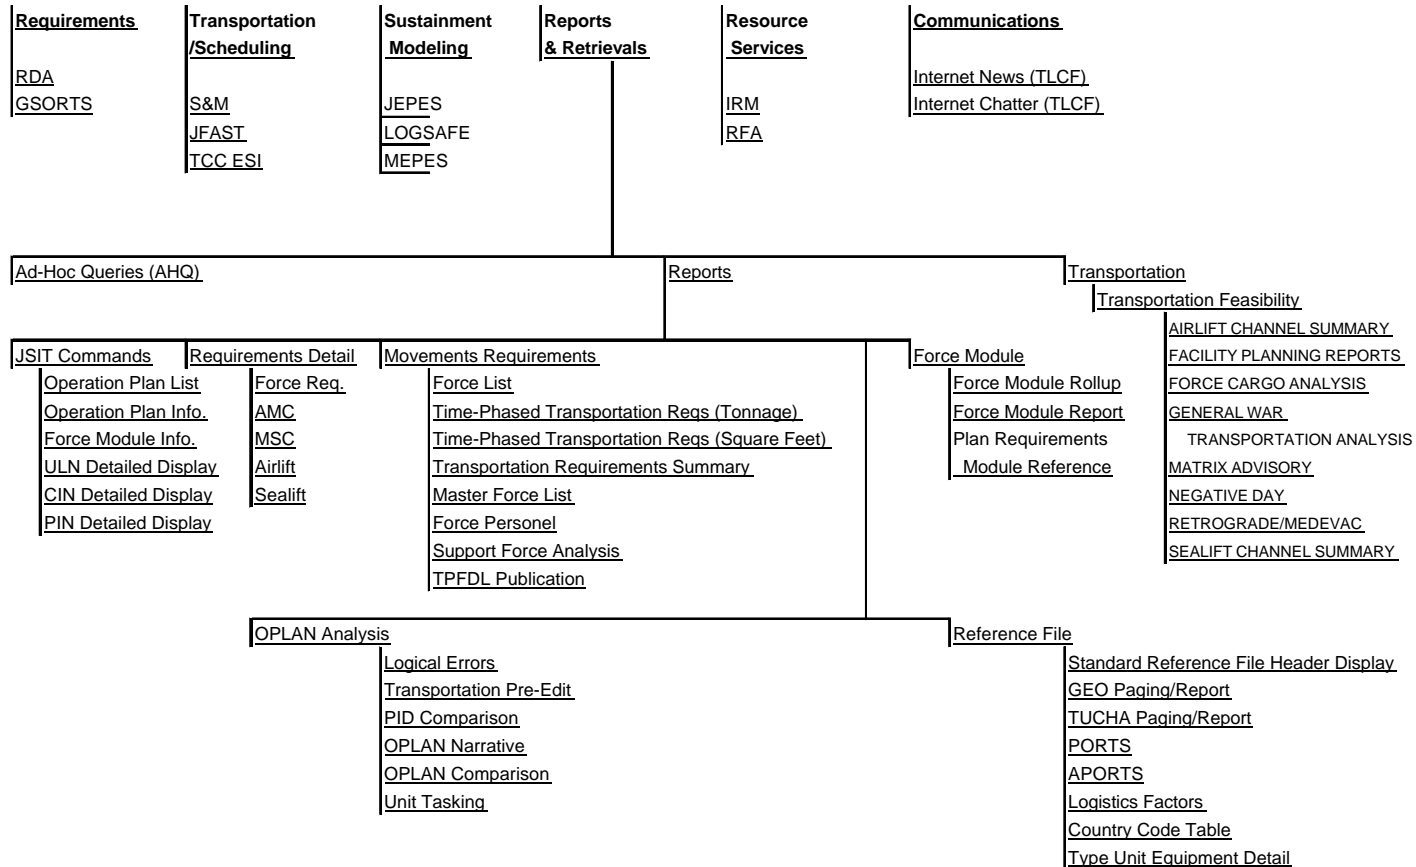 Requirements
RDA
GSORTS
Transportation
/Scheduling
S&M
JFAST
TCC ESI
Sustainment
Modeling
JEPES
LOGSAFE
MEPES
Reports
& Retrievals
Resource
Services
IRM
RFA
Communications
Internet News (TLCF)
Internet Chatter (TLCF)
Ad-Hoc Queries (AHQ)
Reports
Transportation
Transportation Feasibility
AIRLIFT CHANNEL SUMMARY
FACILITY PLANNING REPORTS
FORCE CARGO ANALYSIS
GENERAL WAR
TRANSPORTATION ANALYSIS
MATRIX ADVISORY
NEGATIVE DAY
RETROGRADE/MEDEVAC
SEALIFT CHANNEL SUMMARY
JSIT Commands
Operation Plan List
Operation Plan Info.
Force Module Info.
ULN Detailed Display
CIN Detailed Display
PIN Detailed Display
Requirements Detail
Force Req.
AMC
MSC
Airlift
Sealift
Movements Requirements
Force List
Time-Phased Transportation Reqs (Tonnage)
Time-Phased Transportation Reqs (Square Feet)
Transportation Requirements Summary
Master Force List
Force Personel
Support Force Analysis
TPFDL Publication
Force Module
Force Module Rollup
Force Module Report
Plan Requirements
Module Reference
OPLAN Analysis
Logical Errors
Transportation Pre-Edit
PID Comparison
OPLAN Narrative
OPLAN Comparison
Unit Tasking
Reference File
Standard Reference File Header Display
GEO Paging/Report
TUCHA Paging/Report
PORTS
APORTS
Logistics Factors
Country Code Table
Type Unit Equipment Detail